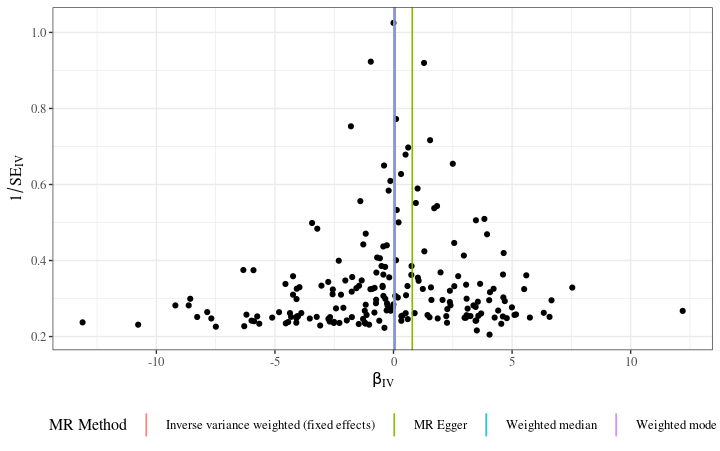 1.0
0.8
0.6
0.4
0.2
1/SE_IV
-10 -5 0 5 10
β_IV
MR Method Inverse variance weighted (fixed effects) MR Egger Weighted median Weighted mode